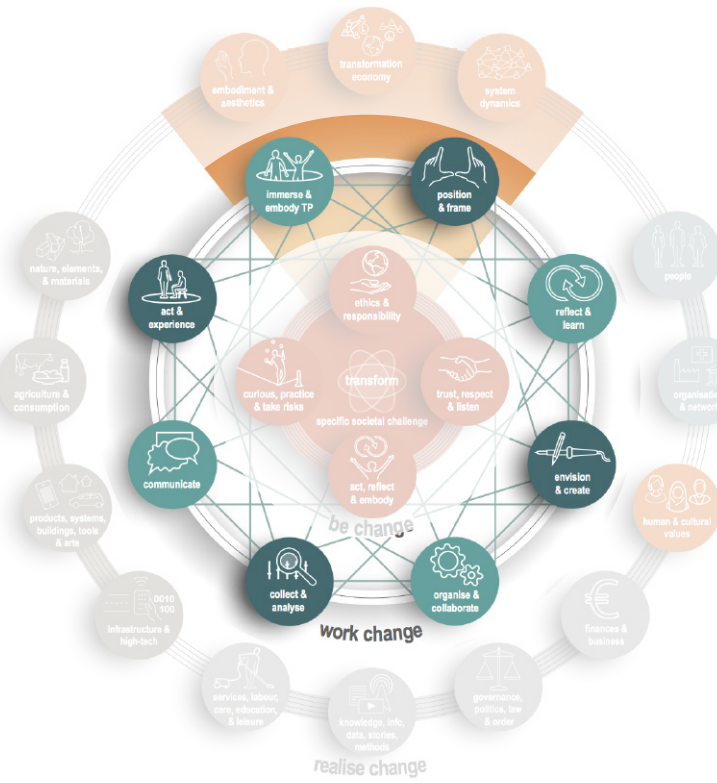 embodiment &
aesthetics
transformation
economy
system
dynamics
immerse &
embody TP
position
& frame
nature, elements,
& materials
people
act &
experience
ethics &
responsibility
reflect &
learn
agriculture &
consumption
curious, practice
& take risks
transform
trust, respect
& listen
organisation
& network
specific societal challenge
communicate
act, reflect
& embody
envision
& create
products, systems,
buildings, tools
& arts
human & cultural
values
be change
collect &
analyse
organise &
collaborate
0010
100
infrastructure &
high-tech
€
finances &
business
work change
services, labour,
care, education,
& leisure
knowledge, info,
data, stories,
methods
governance,
politics, law
& order
realise change